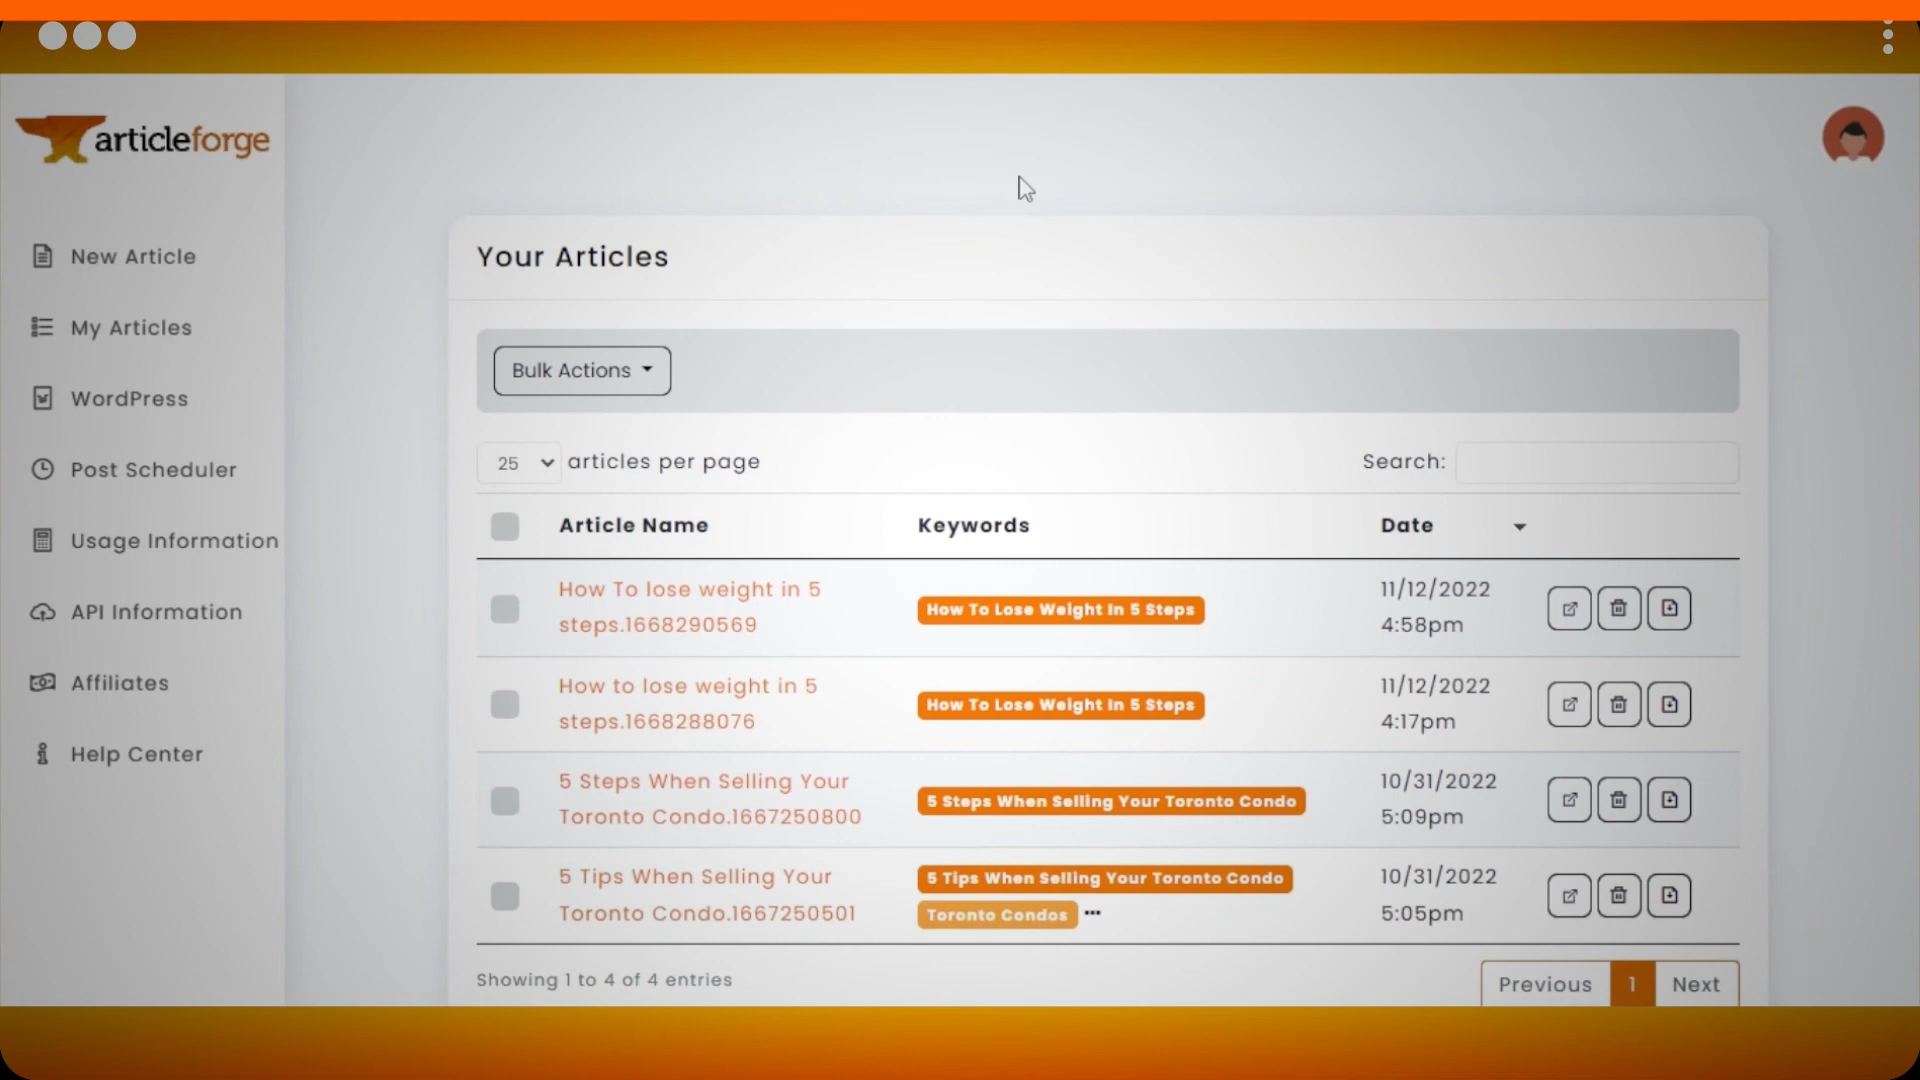 articleforge
New Article
My Articles
WordPress
Post Scheduler
Usage Information
API Information
Affiliates
Help Center
Your Articles
Bulk Actions
25 articles per page
Search:
Article Name Keywords Date
How To lose weight in 5
steps.1668290569
How To Lose Weight In 5 Steps
11/12/2022
4:58pm
How to lose weight in 5
steps.1668288076
How To Lose Weight In 5 Steps
11/12/2022
4:17pm
5 Steps When Selling Your
Toronto Condo.1667250800
5 Steps When Selling Your Toronto Condo
10/31/2022
5:09pm
5 Tips When Selling Your
Toronto Condo.1667250501
5 Tips When Selling Your Toronto Condo
Toronto Condos ...
10/31/2022
5:05pm
Showing 1 to 4 of 4 entries
Previous 1 Next